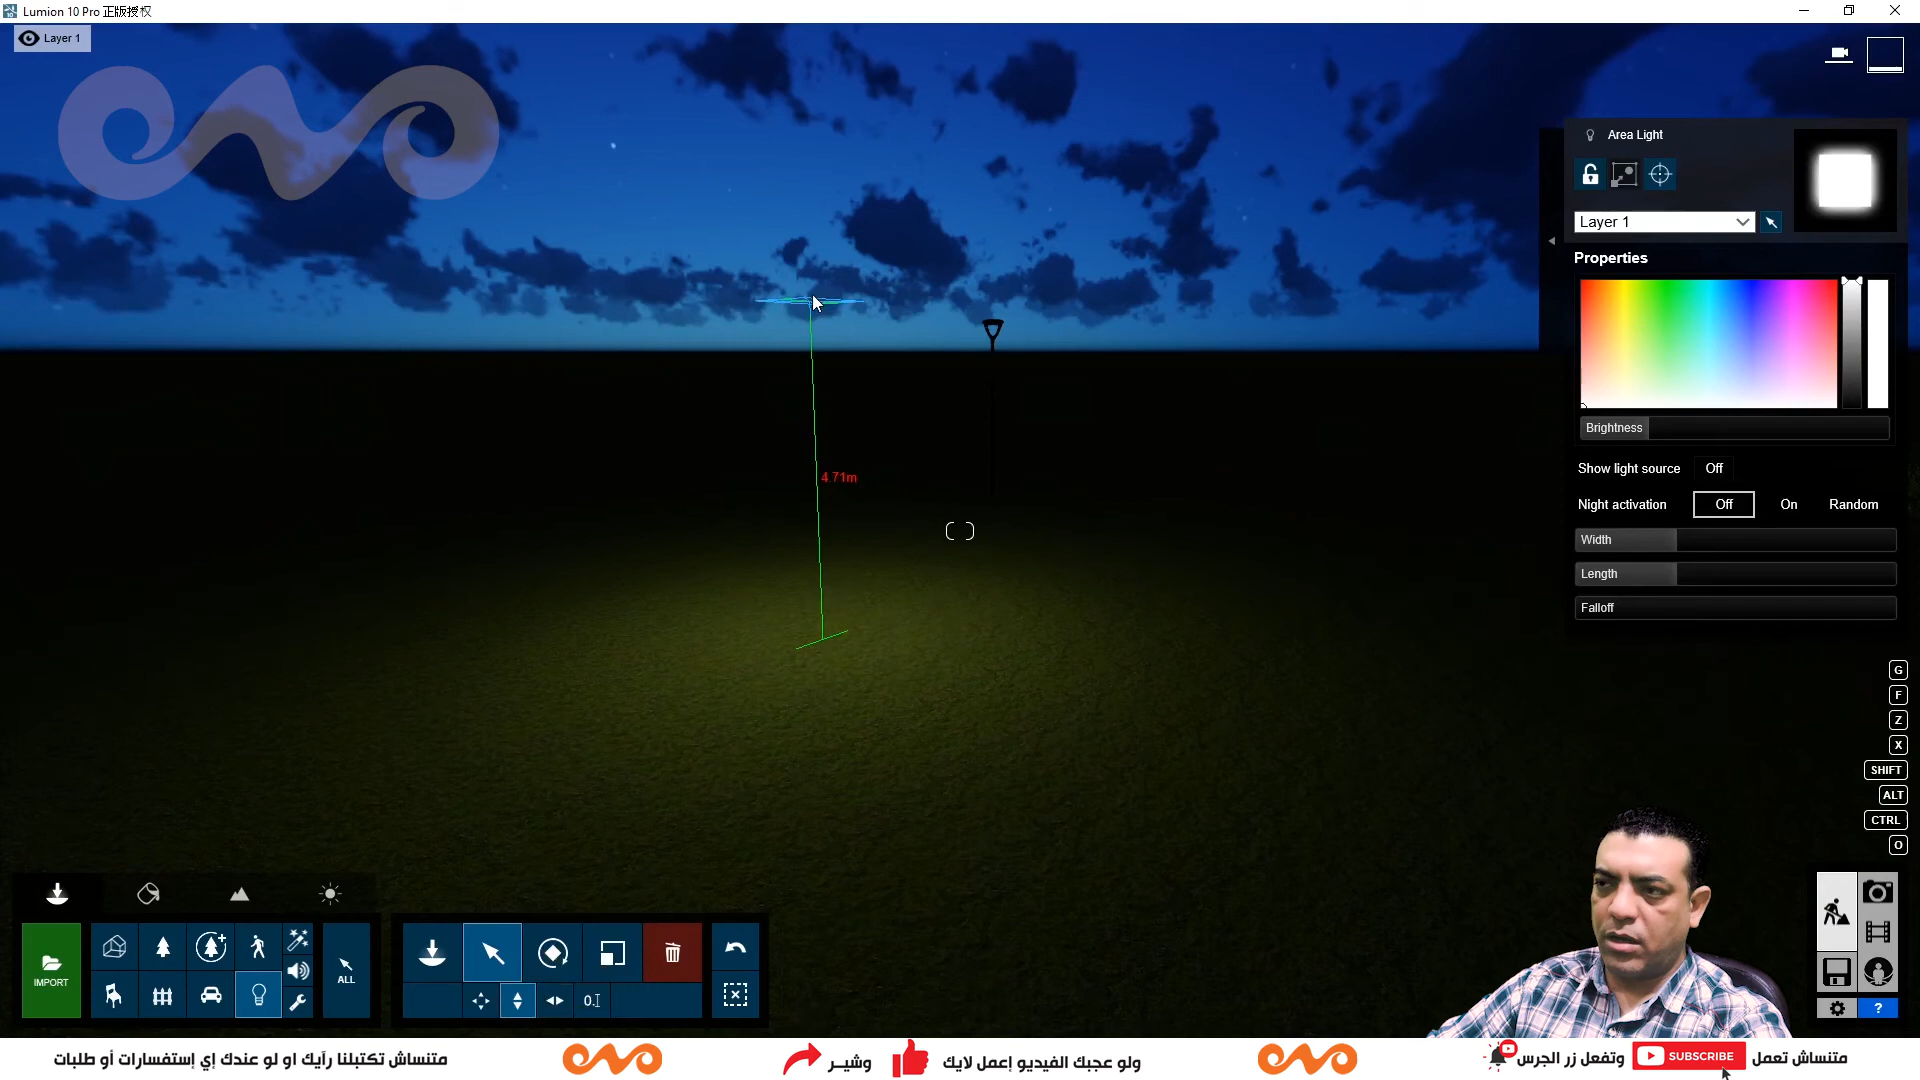 Lumion 10 Pro 正版授权
Layer 1
Area Light
Layer 1
Properties
Brightness
Show light source Off
Night activation Off On Random
Width
Length
Falloff
4.71m
G
F
Z
X
SHIFT
ALT
CTRL
O
IMPORT
ALL
?
متنساش تعمل SUBSCRIBE وتفعل زر الجرس
ولو عجبك الفيديو إعمل لايك وشيـر
متنساش تكتبلنا رآيك او لو عندك إي إستفسارات أو طلبات